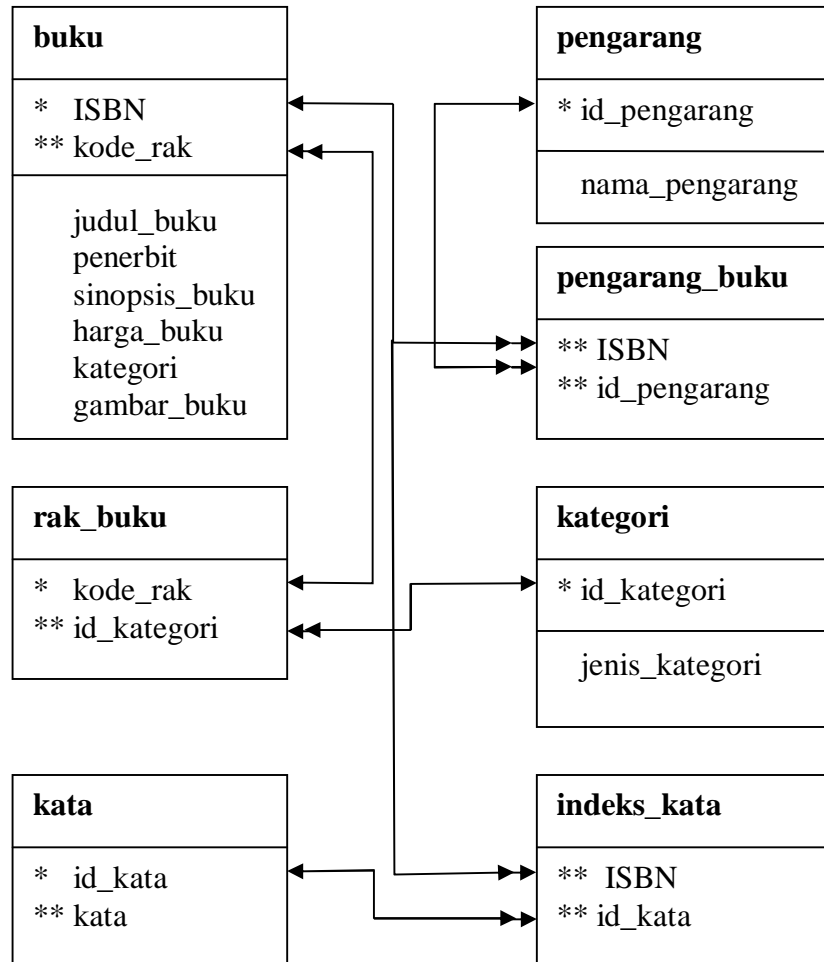 buku
* ISBN
** kode_rak
judul_buku
penerbit
sinopsis_buku
harga_buku
kategori
gambar_buku
pengarang
* id_pengarang
nama_pengarang
pengarang_buku
** ISBN
** id_pengarang
rak_buku
* kode_rak
** id_kategori
kategori
* id_kategori
jenis_kategori
kata
* id_kata
** kata
indeks_kata
** ISBN
** id_kata